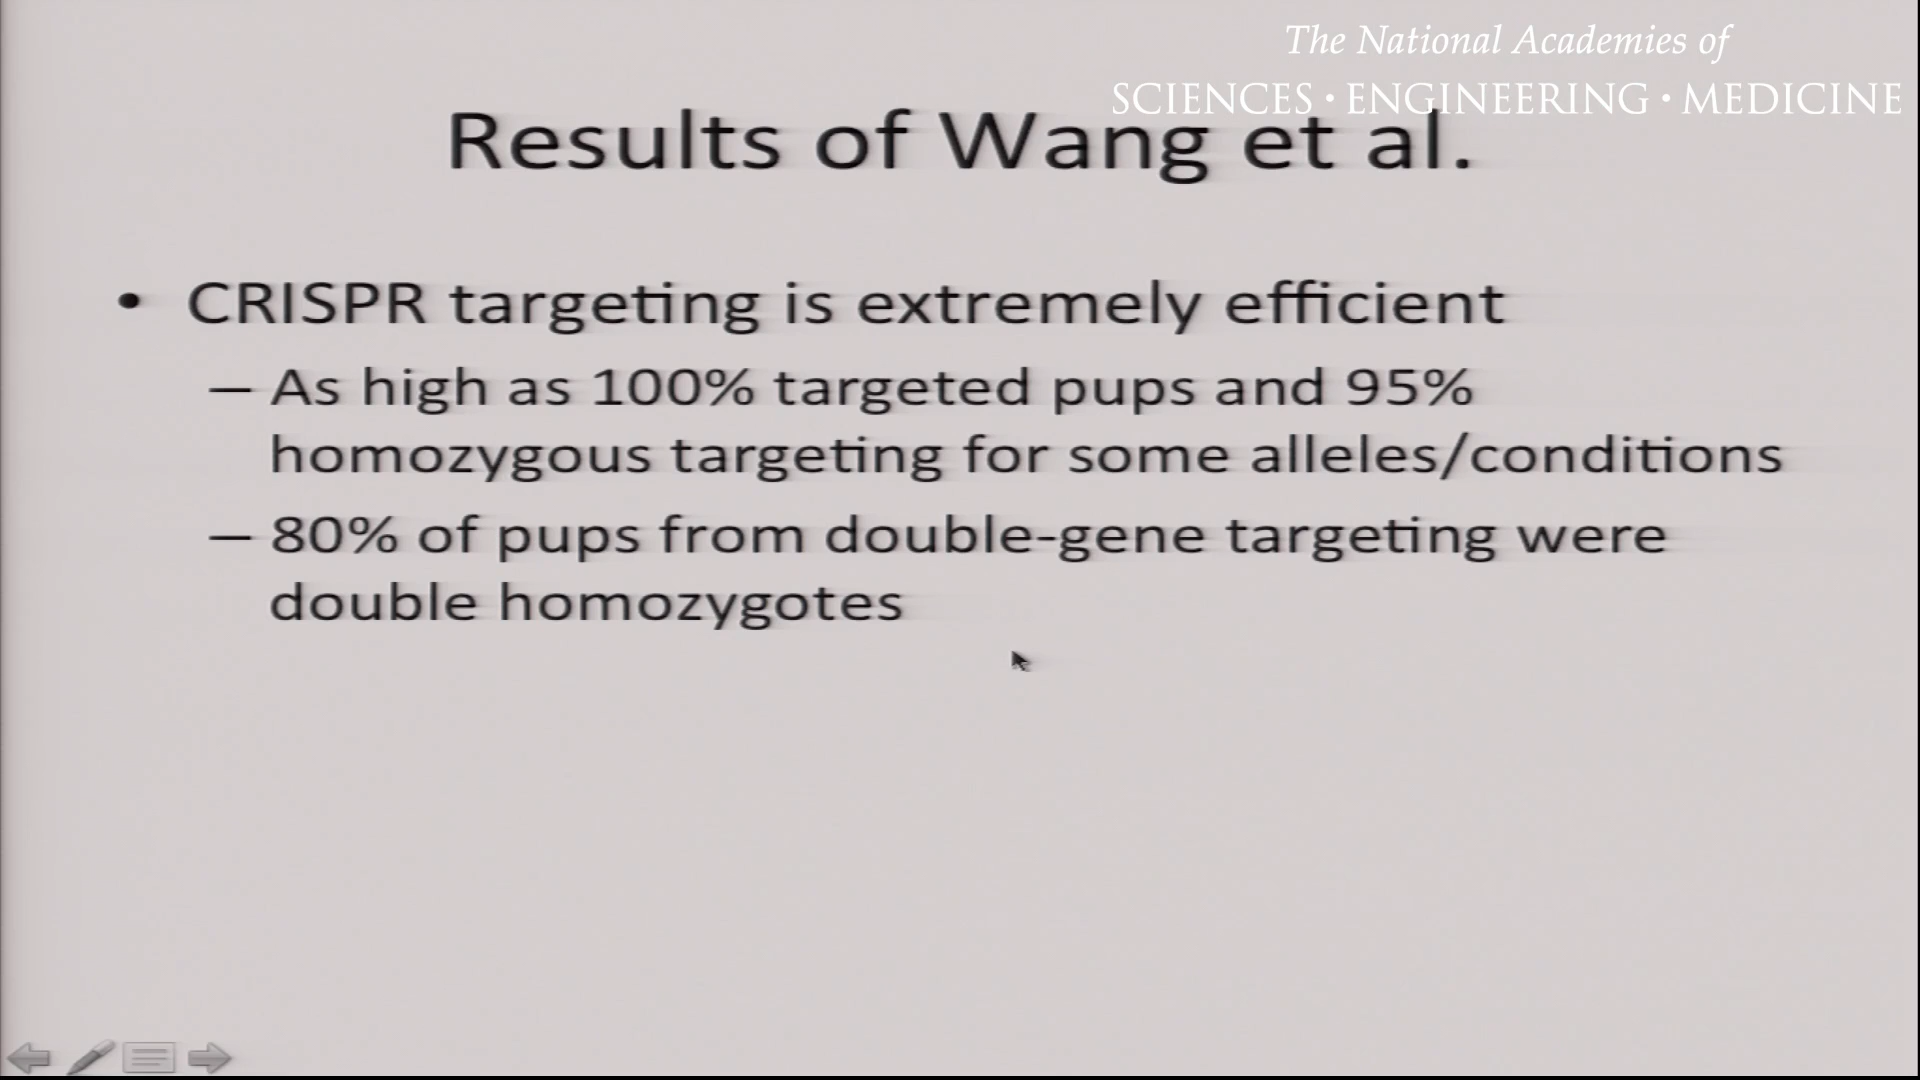 The National Academies of
SCIENCES • ENGINEERING • MEDICINE
Results of Wang et al.
• CRISPR targeting is extremely efficient
– As high as 100% targeted pups and 95%
homozygous targeting for some alleles/conditions
– 80% of pups from double-gene targeting were
double homozygotes